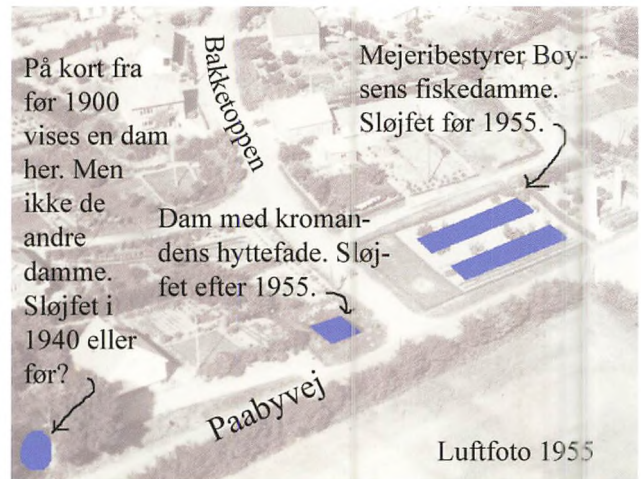 På kort fra
før 1900
vises en dam
her. Men
ikke de
andre
damme.
Sløjfet i
1940 eller
før?
Bakketoppen
Mejeribestyrer Boy-
sens fiskedamme.
Sløjfet før 1955.
Dam med kroman-
dens hyttefade. Sløj-
fet efter 1955.
Paabyvej
Luftfoto 1955